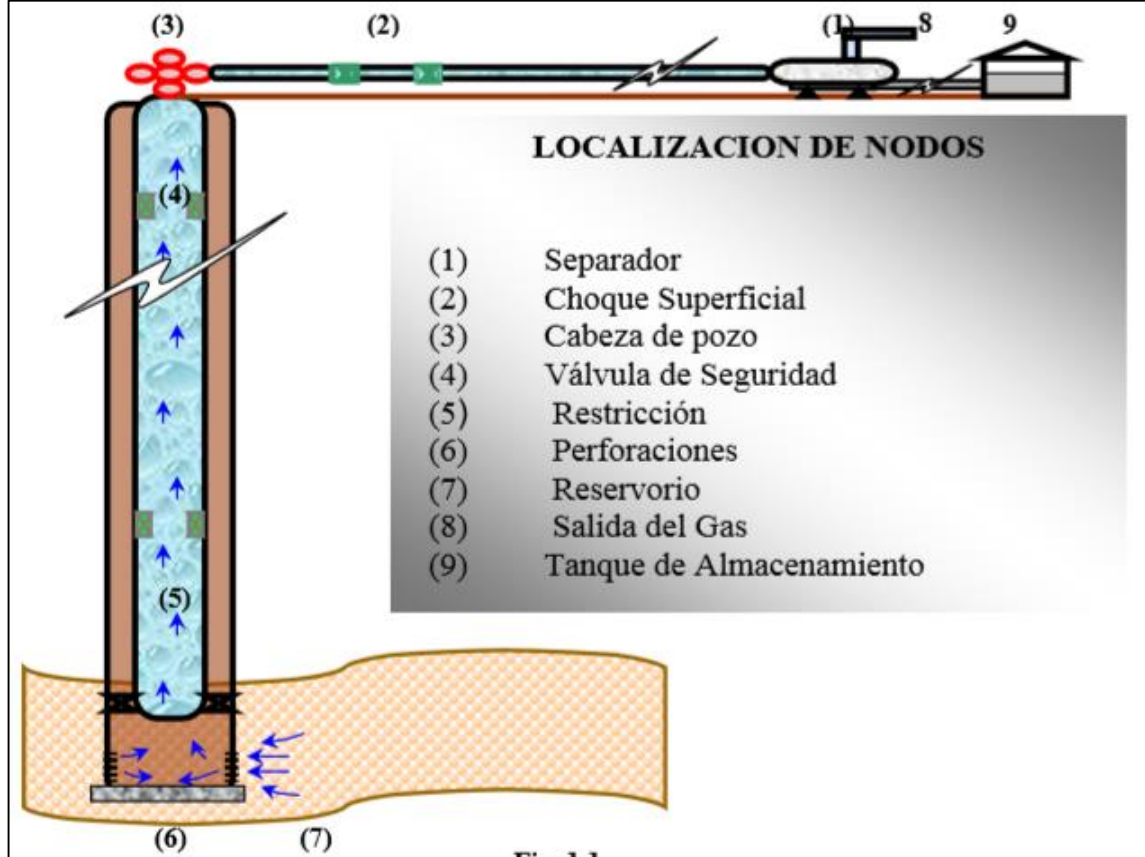 (3) (2) (1) 8 9
LOCALIZACION DE NODOS
(1) Separador
(2) Choque Superficial
(3) Cabeza de pozo
(4) Válvula de Seguridad
(5) Restricción
(6) Perforaciones
(7) Reservorio
(8) Salida del Gas
(9) Tanque de Almacenamiento
(4)
(5)
(6) (7)